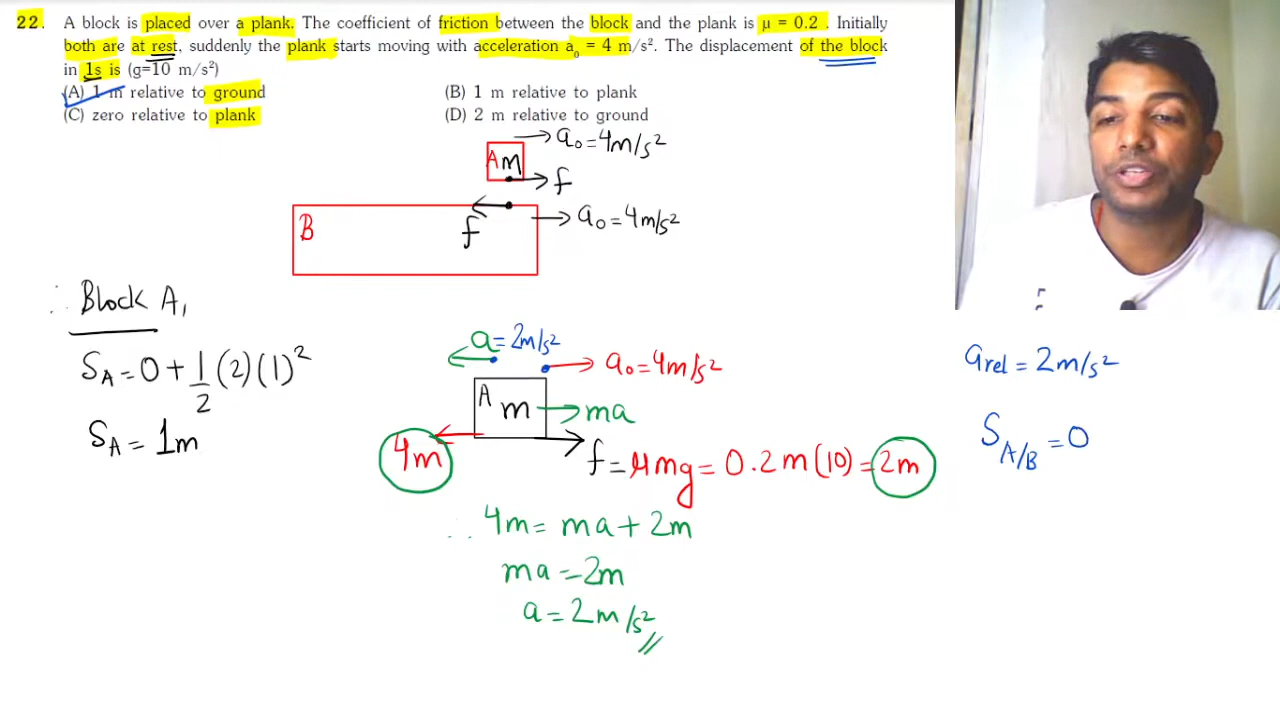 22. A block is placed over a plank. The coefficient of friction between the block and the plank is μ = 0.2 . Initially
both are at rest, suddenly the plank starts moving with acceleration a₀ = 4 m/s². The displacement of the block
in 1s is (g=10 m/s²)
(A) 1 m relative to ground (B) 1 m relative to plank
(C) zero relative to plank (D) 2 m relative to ground
a₀=4m/s²
A m
f
B
f
a₀=4m/s²
∴ Block A,
S_A=0+1/2(2)(1)²
S_A=1m
a=2m/s²
a₀=4m/s²
A m
ma
4m
f=μmg=0.2m(10)=2m
∴ 4m=ma+2m
ma=2m
a=2m/s²
a_rel=2m/s²
S_A/B=0